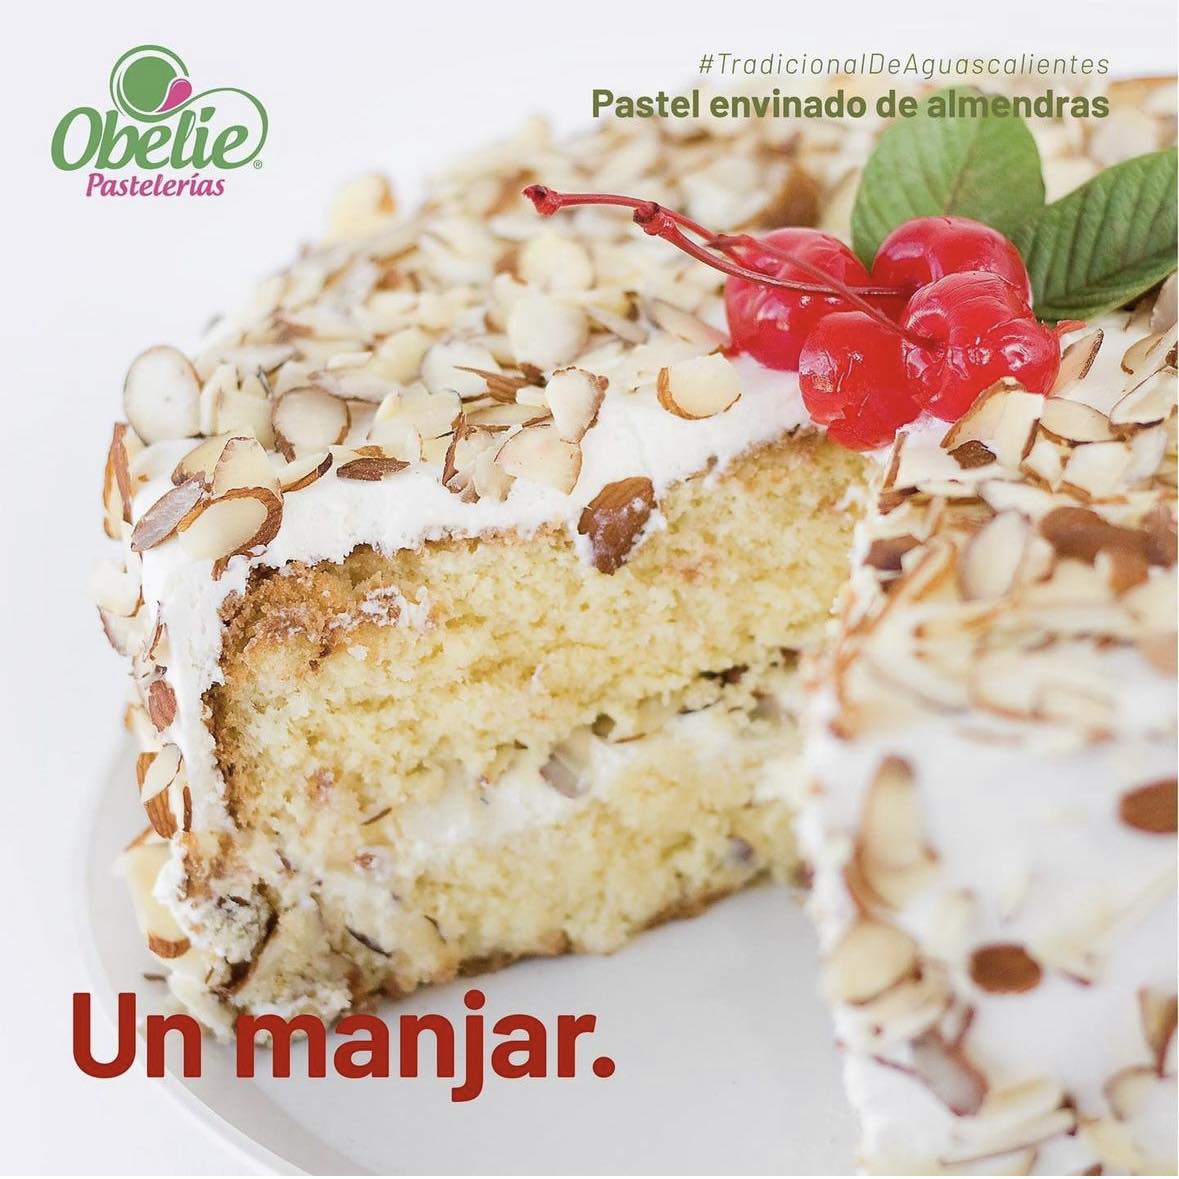 Obelie®
Pastelerías
#TradicionalDeAguascalientes
Pastel envinado de almendras
Un manjar.